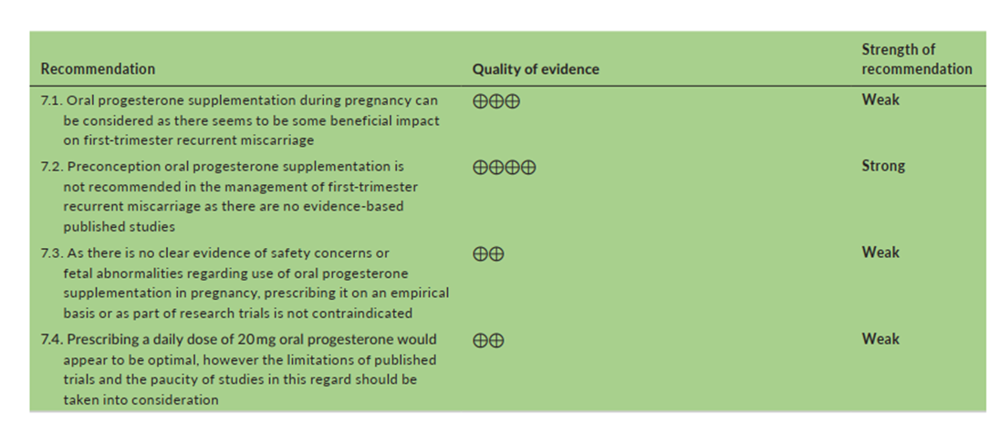 Recommendation Quality of evidence Strength of recommendation
7.1. Oral progesterone supplementation during pregnancy can ⊕⊕⊕ Weak
be considered as there seems to be some beneficial impact
on first-trimester recurrent miscarriage
7.2. Preconception oral progesterone supplementation is ⊕⊕⊕⊕ Strong
not recommended in the management of first-trimester
recurrent miscarriage as there are no evidence-based
published studies
7.3. As there is no clear evidence of safety concerns or ⊕⊕ Weak
fetal abnormalities regarding use of oral progesterone
supplementation in pregnancy, prescribing it on an empirical
basis or as part of research trials is not contraindicated
7.4. Prescribing a daily dose of 20 mg oral progesterone would ⊕⊕ Weak
appear to be optimal, however the limitations of published
trials and the paucity of studies in this regard should be
taken into consideration